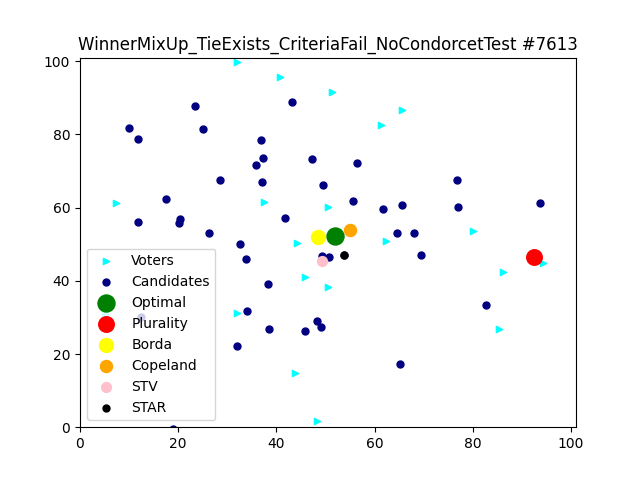 WinnerMixUp_TieExists_CriteriaFail_NoCondorcetTest #7613
100
80
60
40
20
0
Voters
Candidates
Optimal
Plurality
Borda
Copeland
STV
STAR
0 20 40 60 80 100